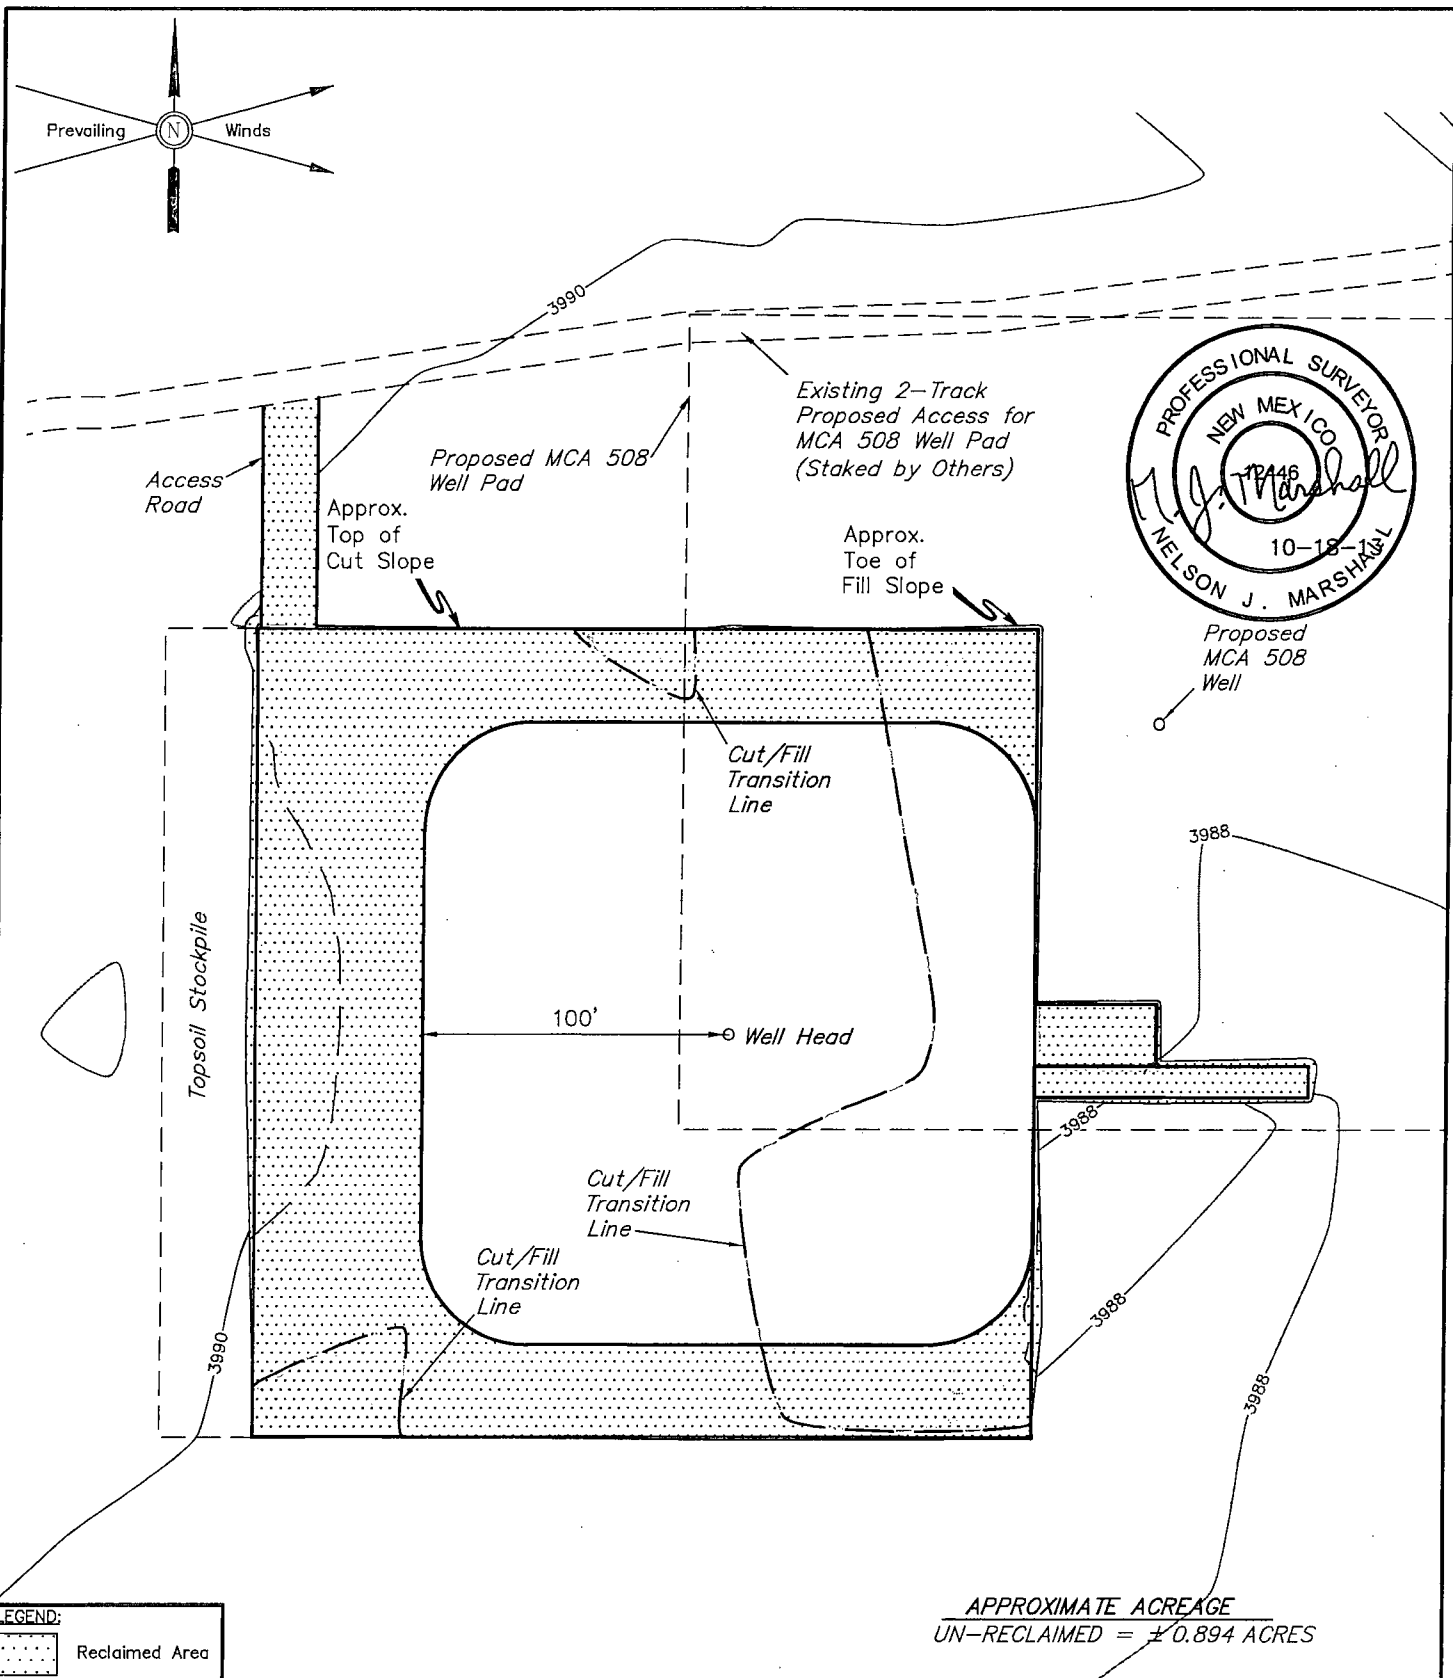 Prevailing
N
Winds
3990
Existing 2-Track
Proposed Access for
MCA 508 Well Pad
(Staked by Others)
PROFESSIONAL SURVEYOR
NEW MEXICO
N. J. Marshall
NELSON J. MARSHALL
Proposed MCA 508
Well Pad
Access
Road
Approx.
Top of
Cut Slope
Approx.
Toe of
Fill Slope
Proposed
MCA 508
Well
Cut/Fill
Transition
Line
3988
Topsoil Stockpile
100'
Well Head
3988
Cut/Fill
Transition
Line
Cut/Fill
Transition
Line
3988
3990
3988
APPROXIMATE ACREAGE
UN-RECLAIMED = ± 0.894 ACRES
LEGEND:
Reclaimed Area